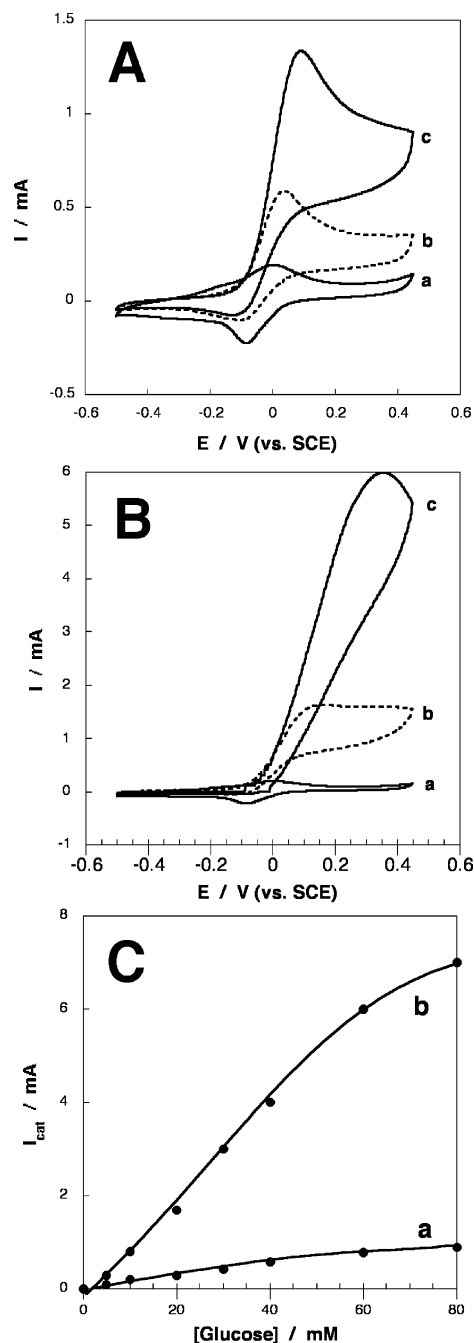 A
1.5
1
0.5
0
-0.5
I / mA
c
b
a
-0.6 -0.4 -0.2 0 0.2 0.4 0.6
E / V (vs. SCE)
B
6
5
4
3
2
1
0
-1
I / mA
c
b
a
-0.6 -0.4 -0.2 0 0.2 0.4 0.6
E / V (vs. SCE)
C
8
6
4
2
0
Icat / mA
b
a
0 20 40 60 80
[Glucose] / mM